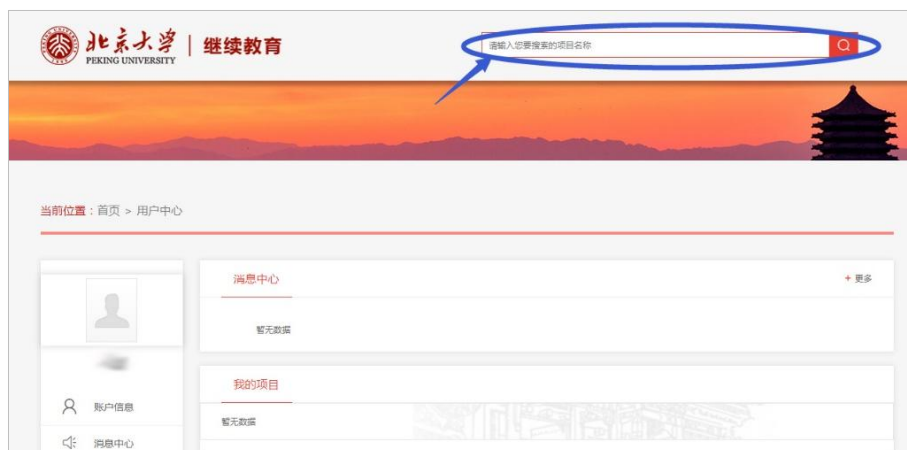 北京大学 | 继续教育
PEKING UNIVERSITY
1898
请输入您要搜索的项目名称
当前位置：首页 > 用户中心
消息中心
+ 更多
暂无数据
我的项目
账户信息
暂无数据
消息中心